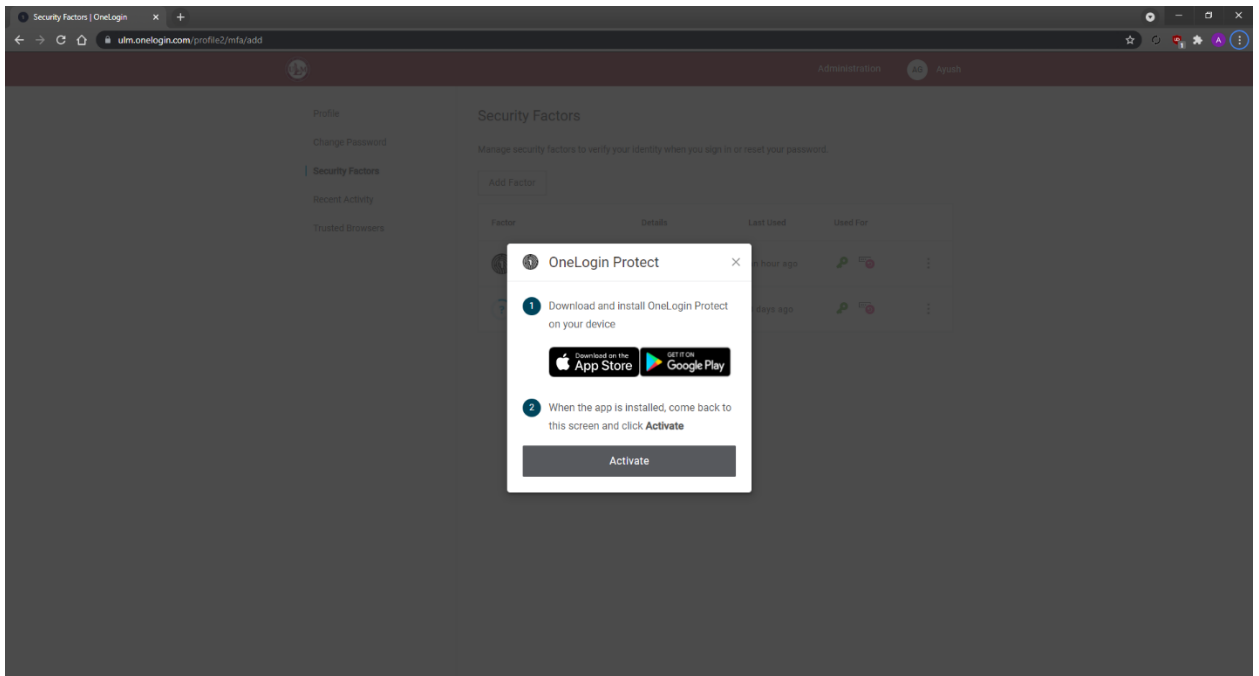 Security Factors | OneLogin
ulm.onelogin.com/profile2/mfa/add
Administration
AG
Ayush
Profile
Change Password
Security Factors
Recent Activity
Trusted Browsers
Security Factors
Manage security factors to verify your identity when you sign in or reset your password.
Add Factor
Factor Details Last Used Used For
hour ago
days ago
OneLogin Protect
1 Download and install OneLogin Protect
on your device
Download on the
App Store
GET IT ON
Google Play
2 When the app is installed, come back to
this screen and click Activate
Activate